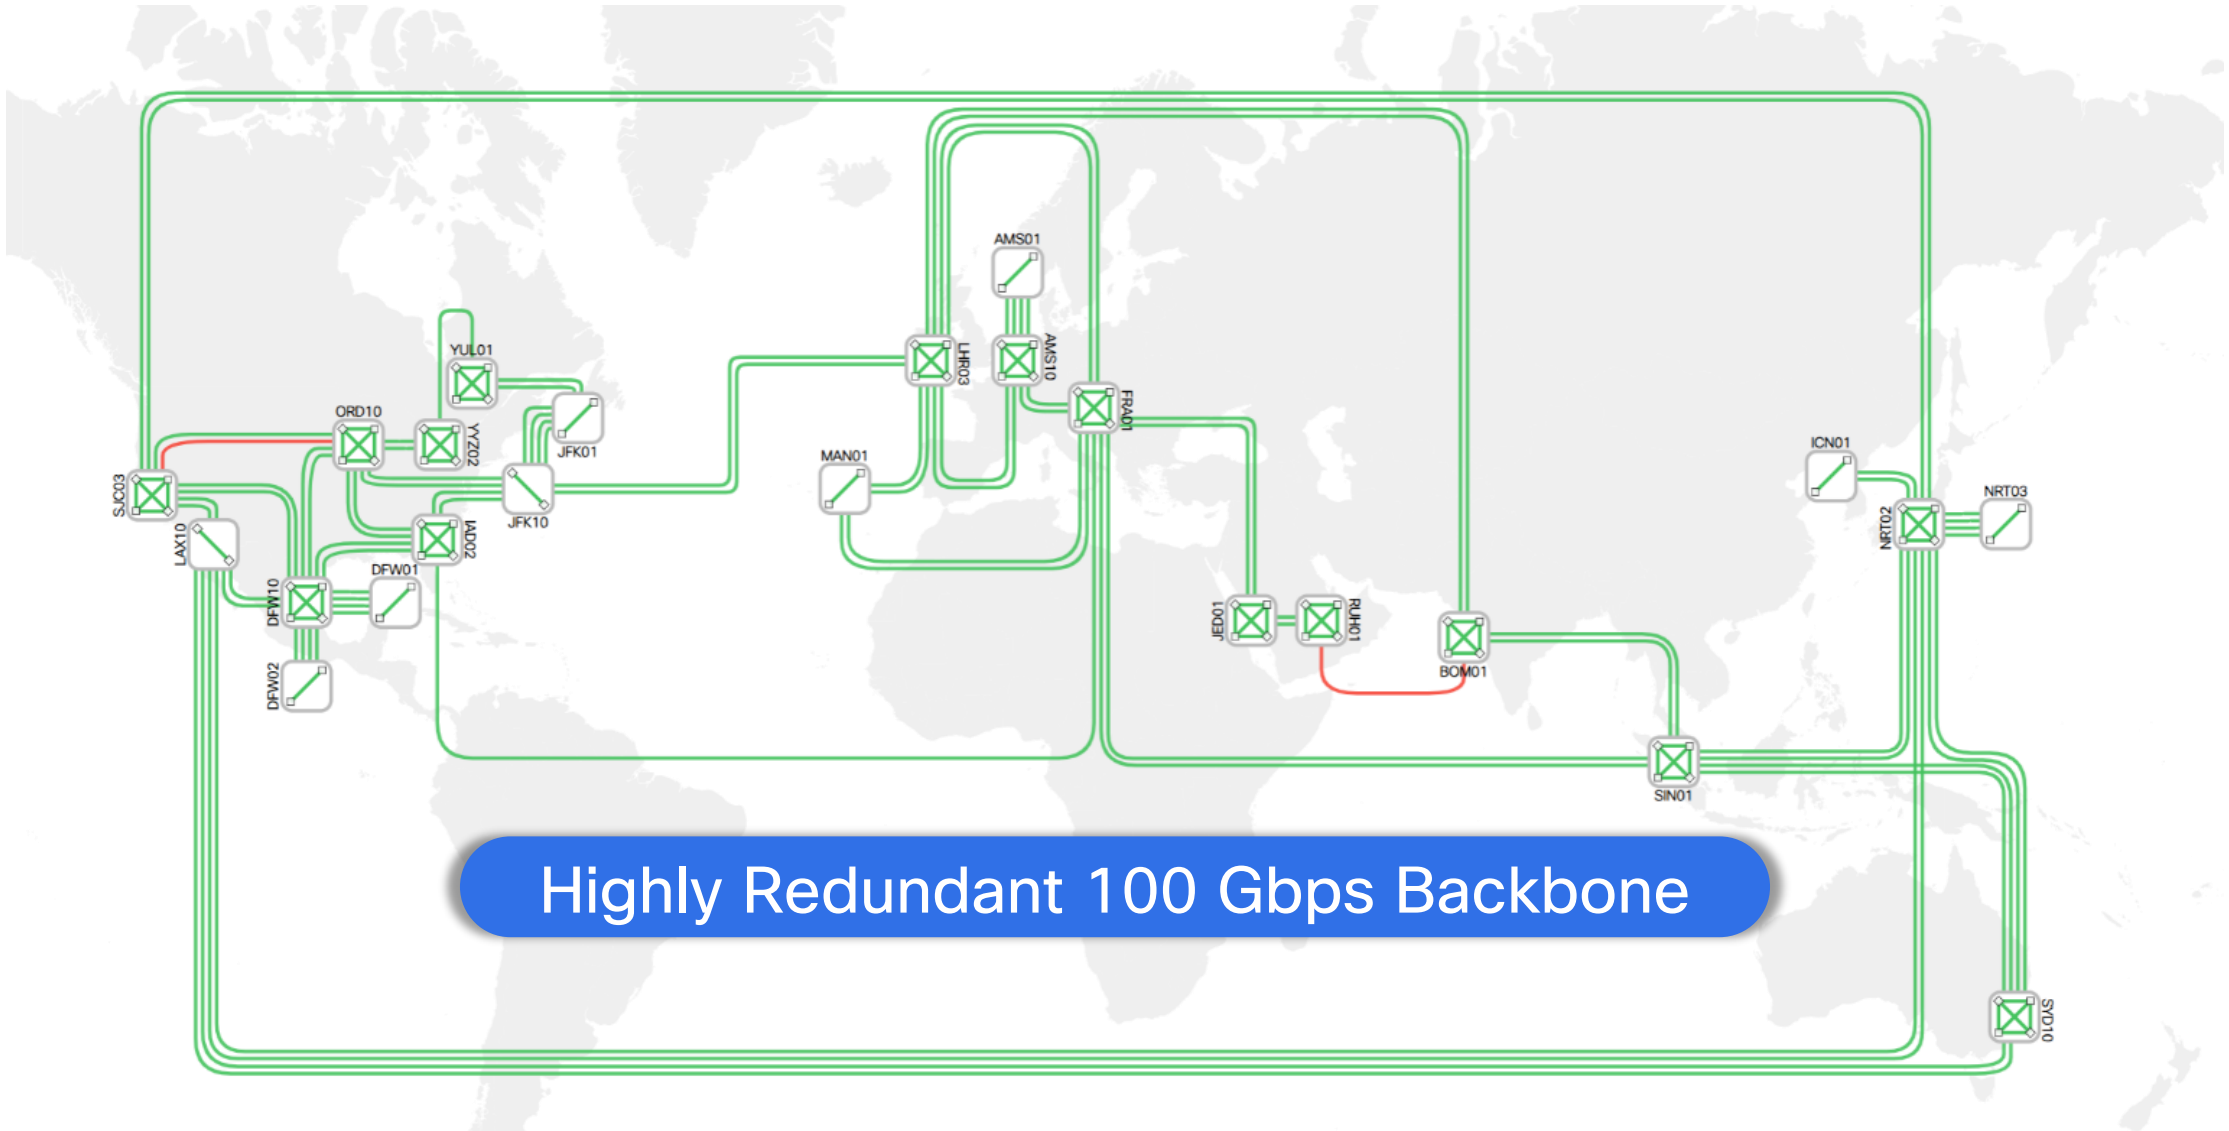 AMS01
YUL01
LHR03
AMS10
ORD10
YYZ02
JFK01
FRA01
ICN01
MAN01
SJC03
NRT03
JFK10
NRT02
LAX10
IAD02
DFW01
DFW10
JED01
RUH01
DFW02
BOM01
SIN01
Highly Redundant 100 Gbps Backbone
SYD10